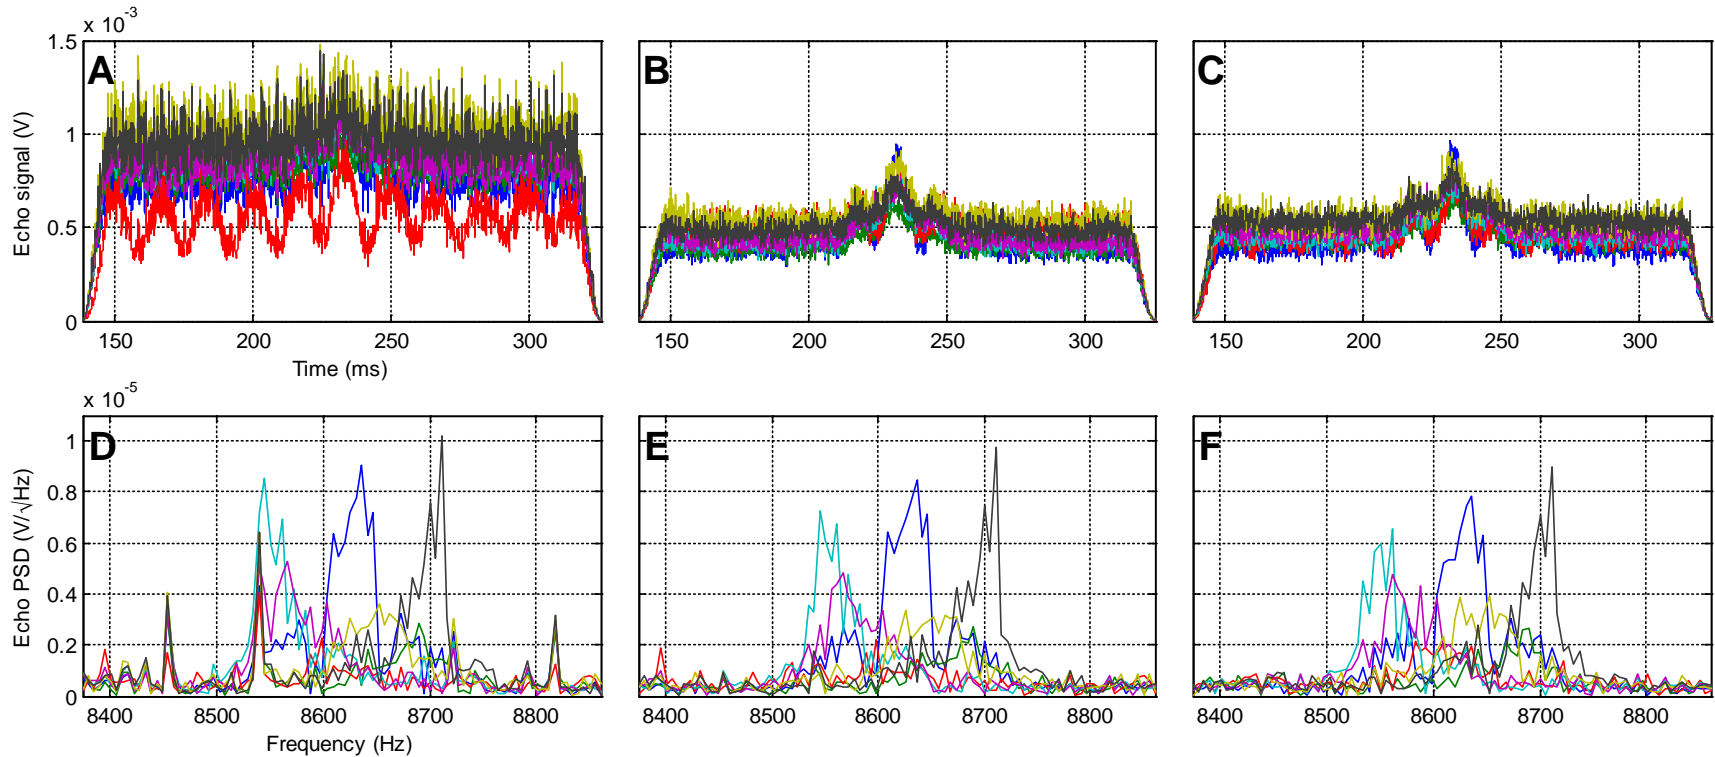 x 10-3
1.5
1
0.5
0
Echo signal (V)
A
B
C
150 200 250 300
150 200 250 300
150 200 250 300
Time (ms)
x 10-5
1
0.8
0.6
0.4
0.2
0
Echo PSD (V/√Hz)
D
E
F
8400 8500 8600 8700 8800
8400 8500 8600 8700 8800
8400 8500 8600 8700 8800
Frequency (Hz)